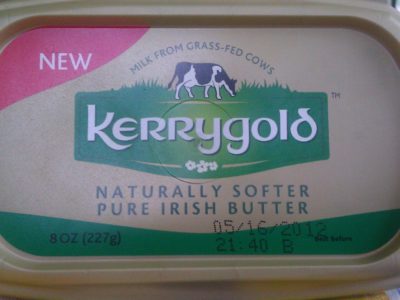 NEW
MILK FROM GRASS-FED COWS
Kerrygold TM
NATURALLY SOFTER
PURE IRISH BUTTER
05/16/2012
8 OZ (227g) 21:40 B Best before